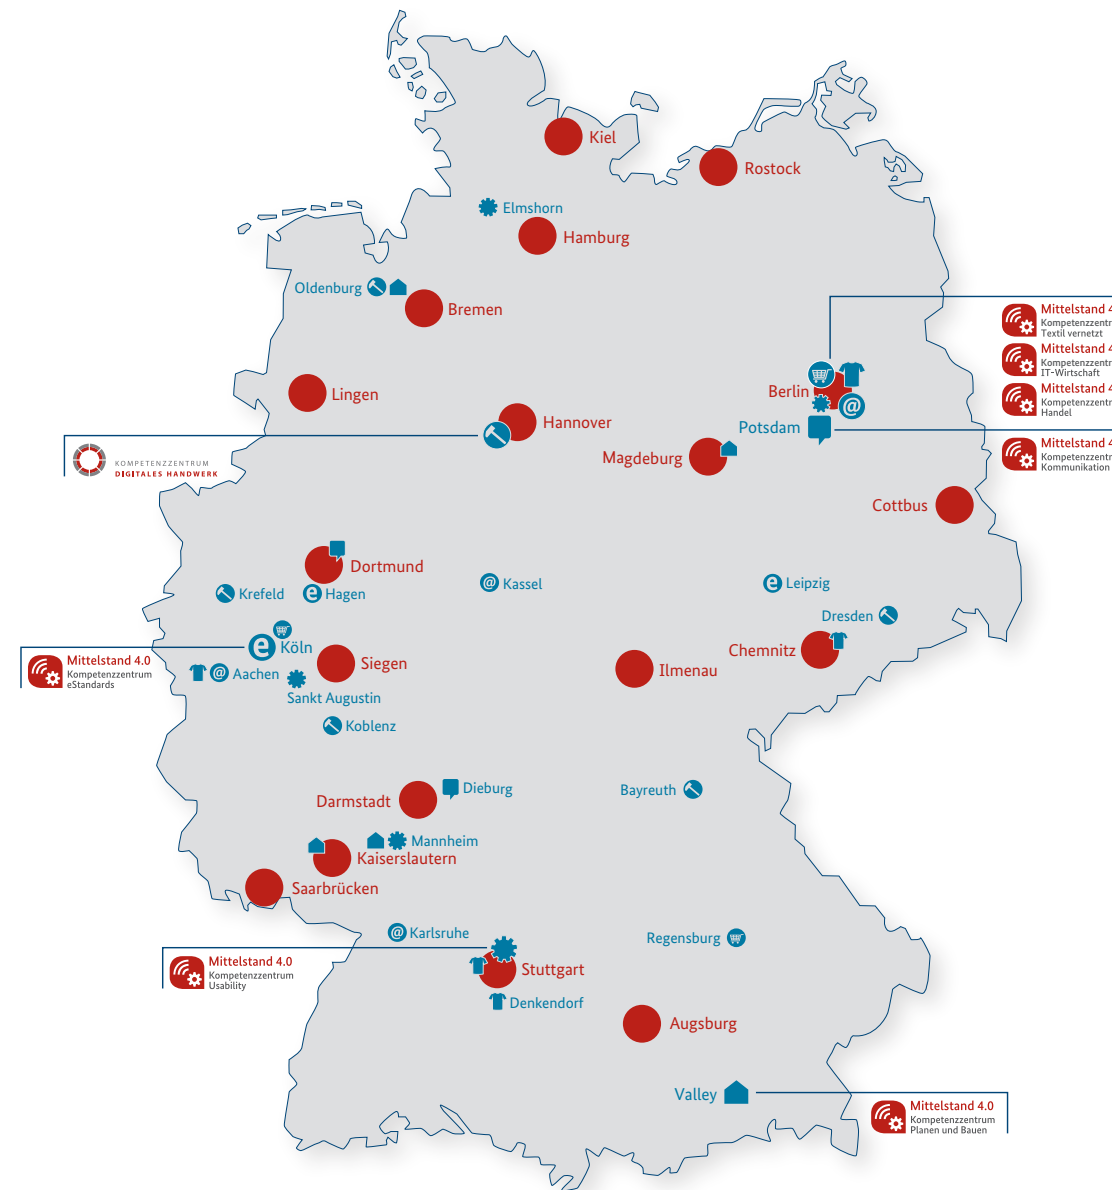 Kiel
Rostock
Elmshorn
Hamburg
Oldenburg
Bremen
Mittelstand 4
Kompetenzzentr
Textil vernetzt
Mittelstand 4
Kompetenzzentr
IT-Wirtschaft
Mittelstand 4
Kompetenzzentr
Handel
Berlin
Lingen
Hannover
Potsdam
Mittelstand 4
Kompetenzzentr
Kommunikation
KOMPETENZZENTRUM
DIGITALES HANDWERK
Magdeburg
Cottbus
Dortmund
Kassel
Leipzig
Krefeld
Hagen
Dresden
Köln
Chemnitz
Mittelstand 4.0
Kompetenzzentrum
eStandards
Siegen
Aachen
Ilmenau
Sankt Augustin
Koblenz
Dieburg
Bayreuth
Darmstadt
Mannheim
Kaiserslautern
Saarbrücken
Karlsruhe
Regensburg
Mittelstand 4.0
Kompetenzzentrum
Usability
Stuttgart
Denkendorf
Augsburg
Valley
Mittelstand 4.0
Kompetenzzentrum
Planen und Bauen